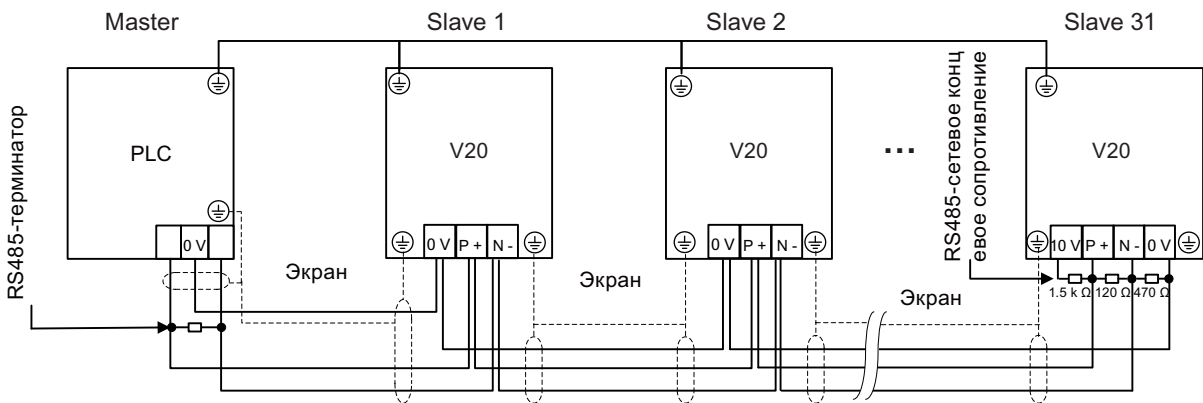 Master
Slave 1
Slave 2
Slave 31
RS485-терминатор
PLC
V20
V20
...
RS485-сетевое конц
евое сопротивление
V20
0 V
0 V
P +
N -
0 V
P +
N -
10 V
P +
N -
0 V
1.5 k Ω
120 Ω
470 Ω
Экран
Экран
Экран